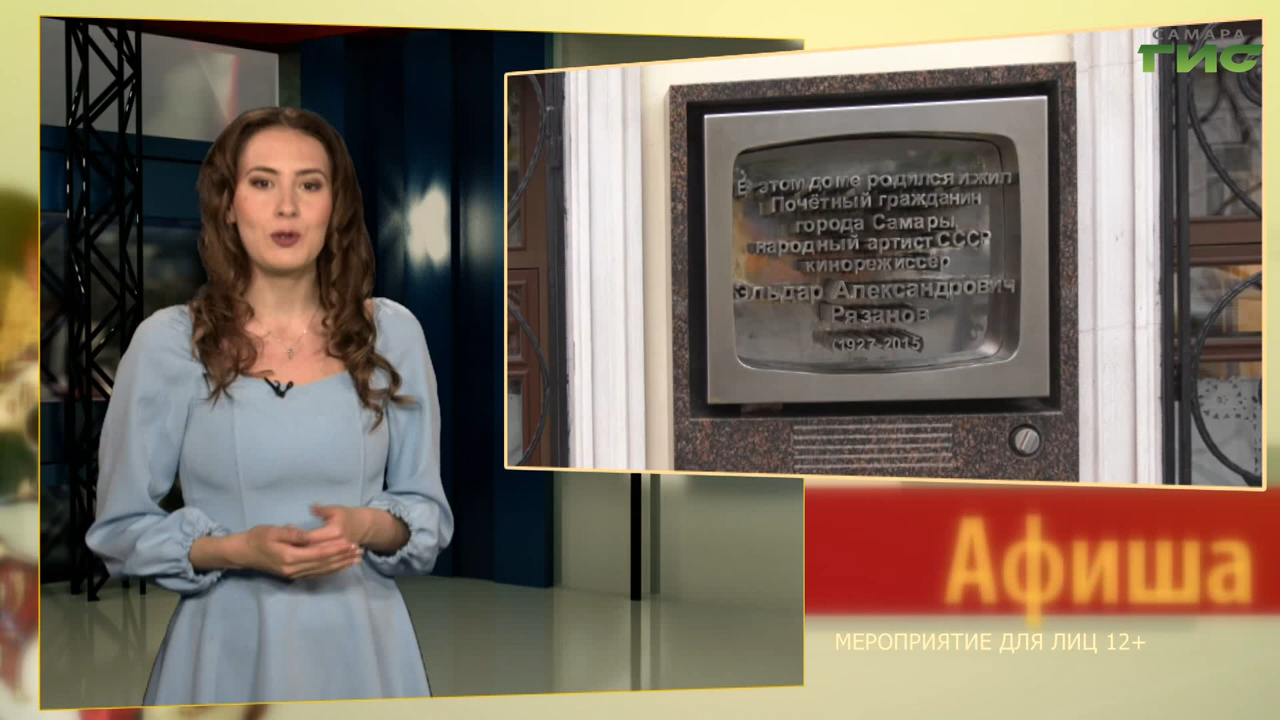 САМАРА
ГИС
В этом доме родился и жил
Почётный гражданин
города Самары,
народный артист СССР
кинорежиссёр
Эльдар Александрович
Рязанов
(1927-2015)
Афиша
МЕРОПРИЯТИЕ ДЛЯ ЛИЦ 12+